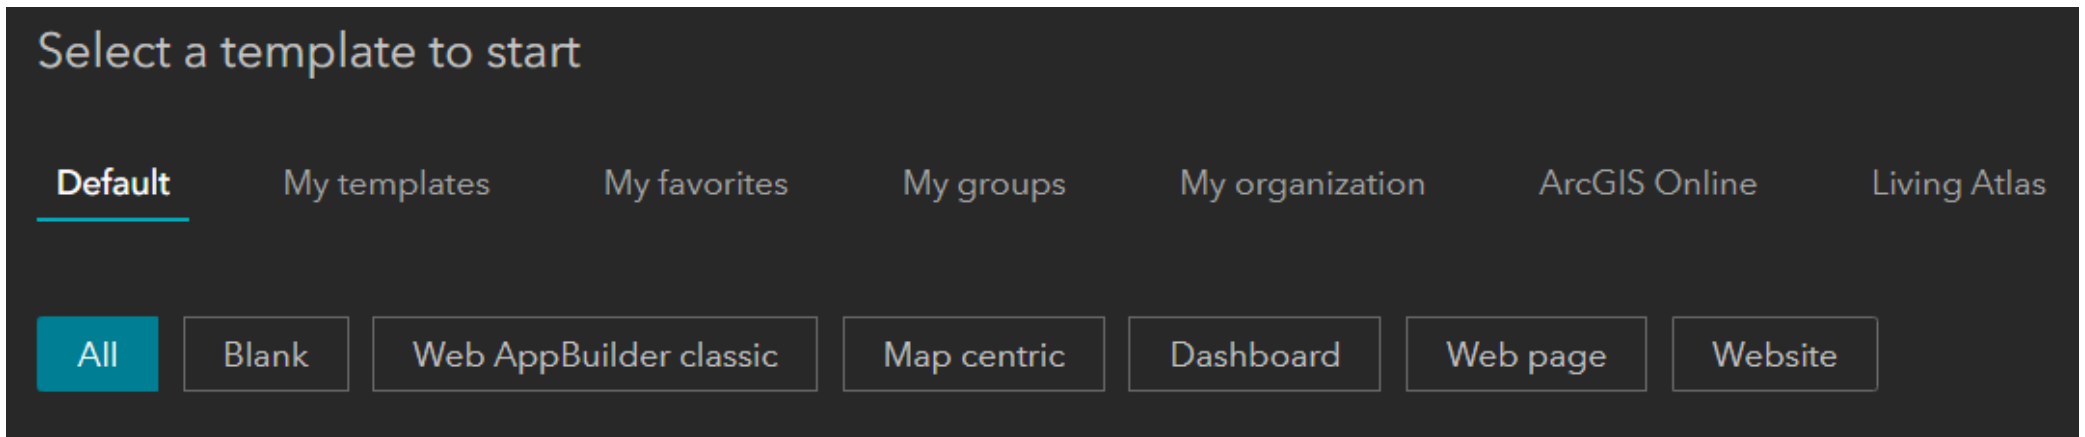 Select a template to start
Default My templates My favorites My groups My organization ArcGIS Online Living Atlas
All Blank Web AppBuilder classic Map centric Dashboard Web page Website